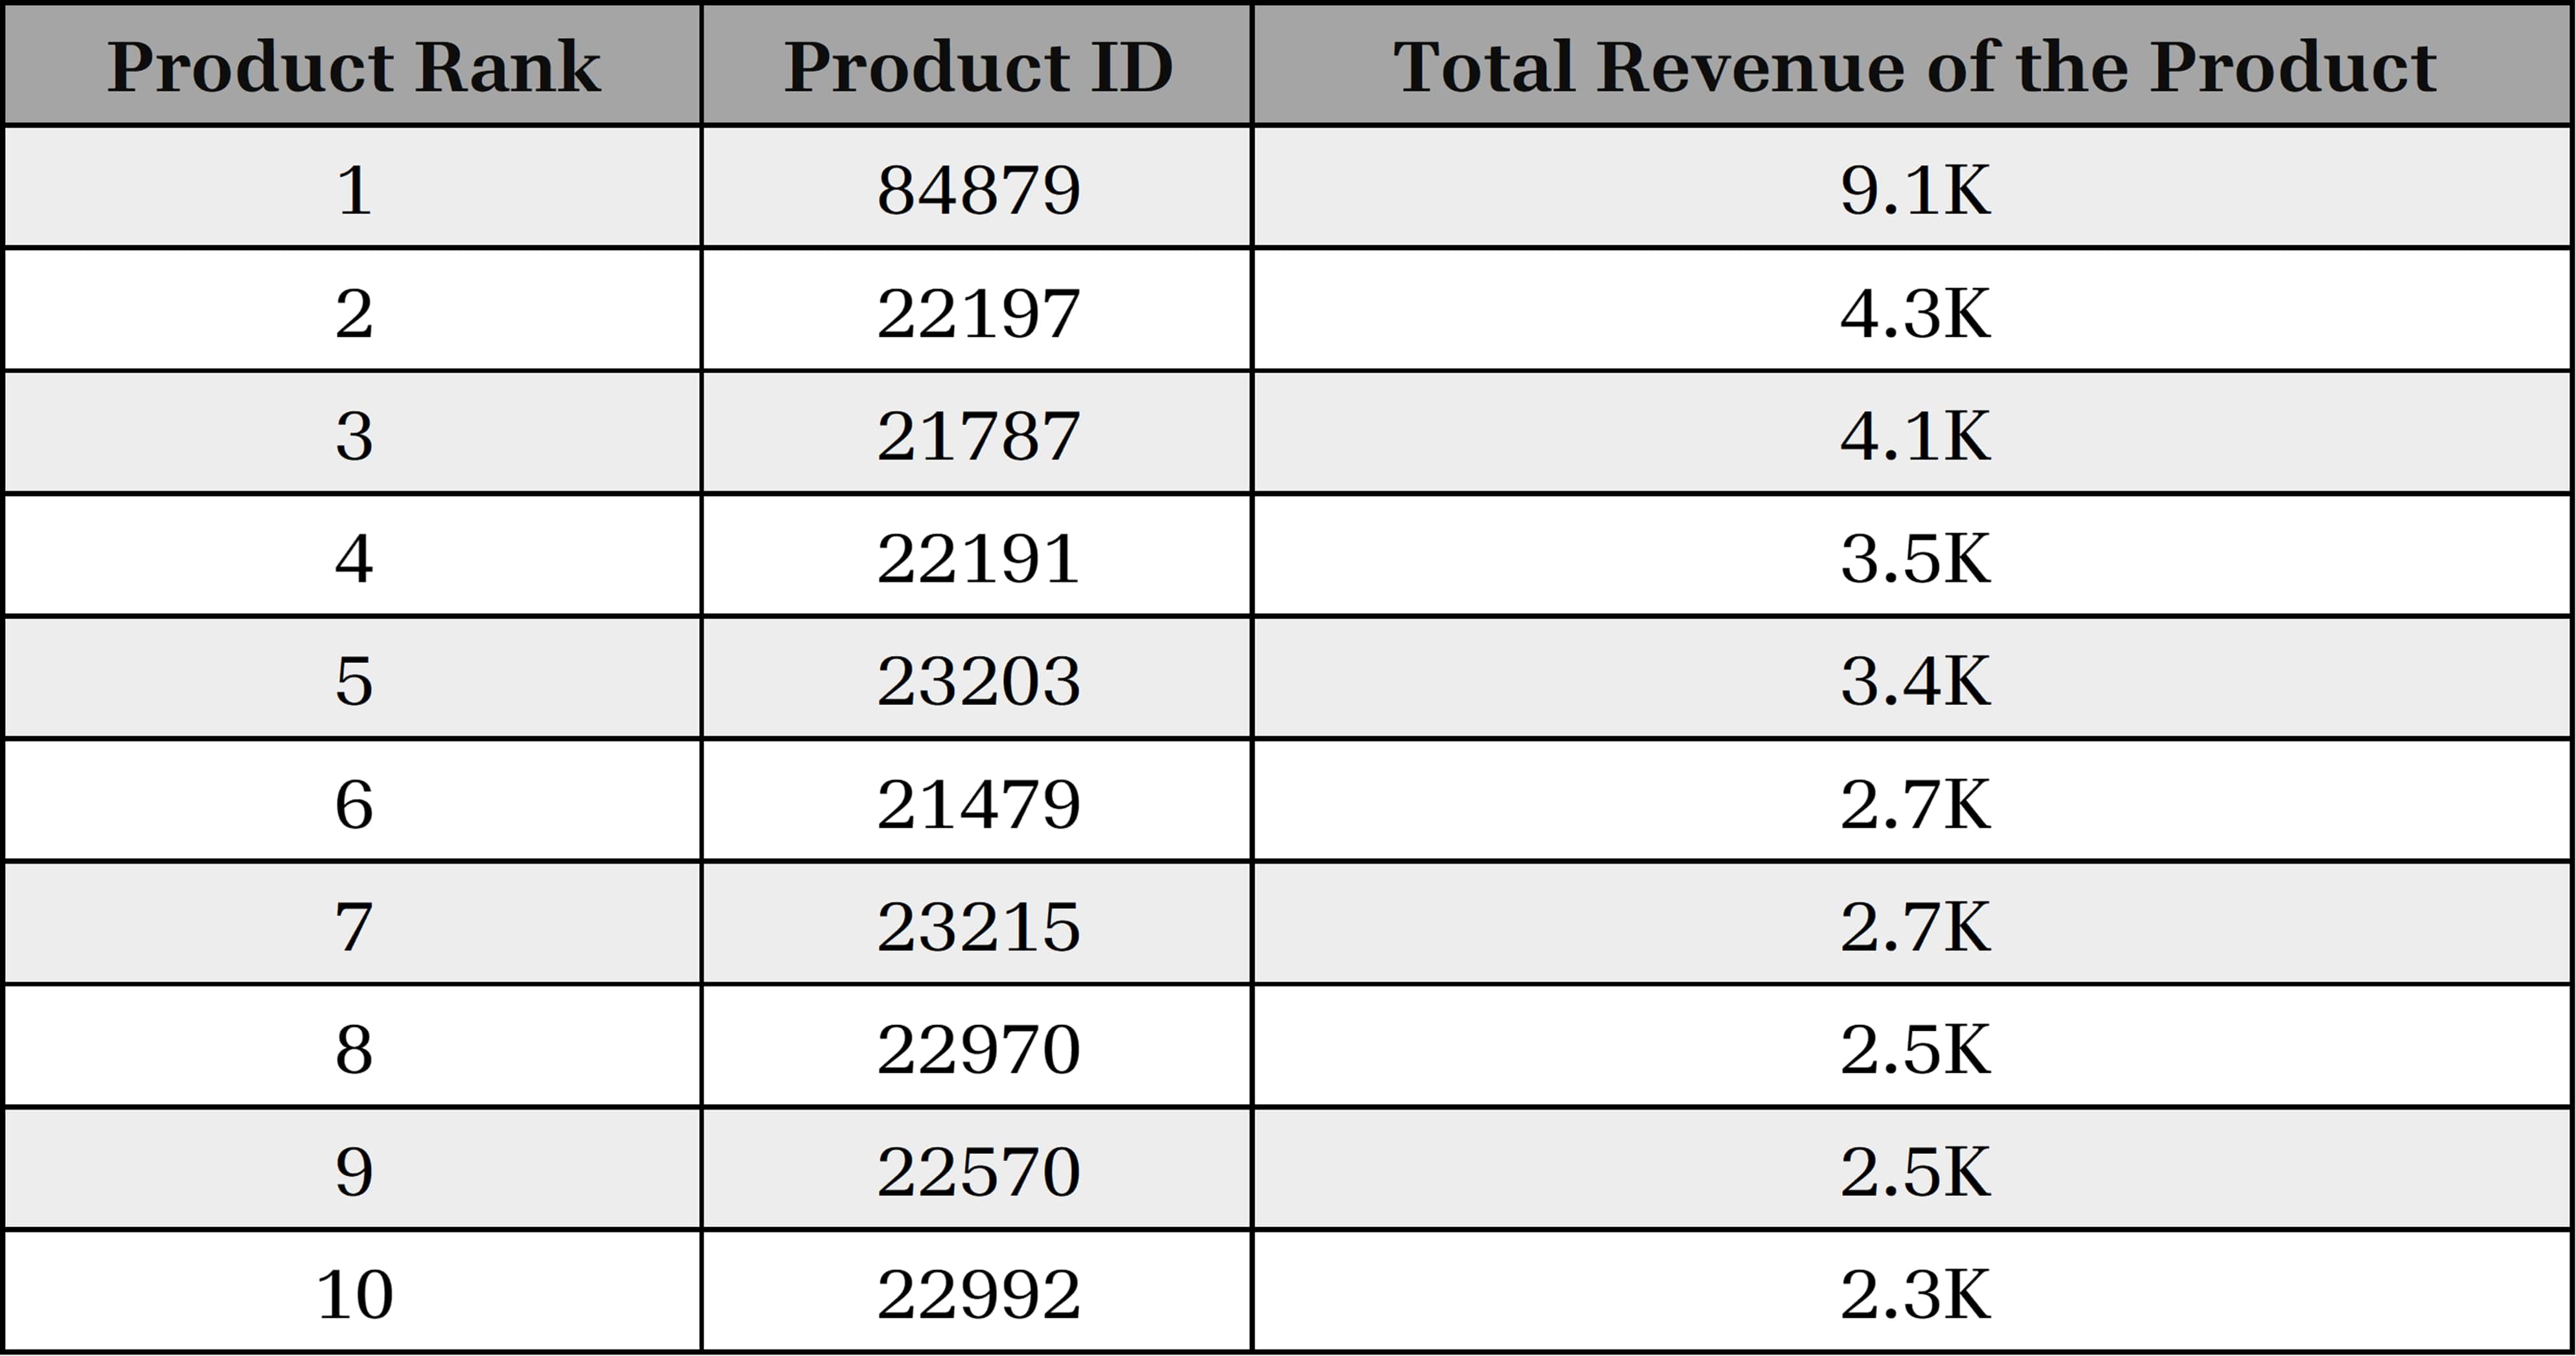 Product Rank Product ID Total Revenue of the Product
1 84879 9.1K
2 22197 4.3K
3 21787 4.1K
4 22191 3.5K
5 23203 3.4K
6 21479 2.7K
7 23215 2.7K
8 22970 2.5K
9 22570 2.5K
10 22992 2.3K